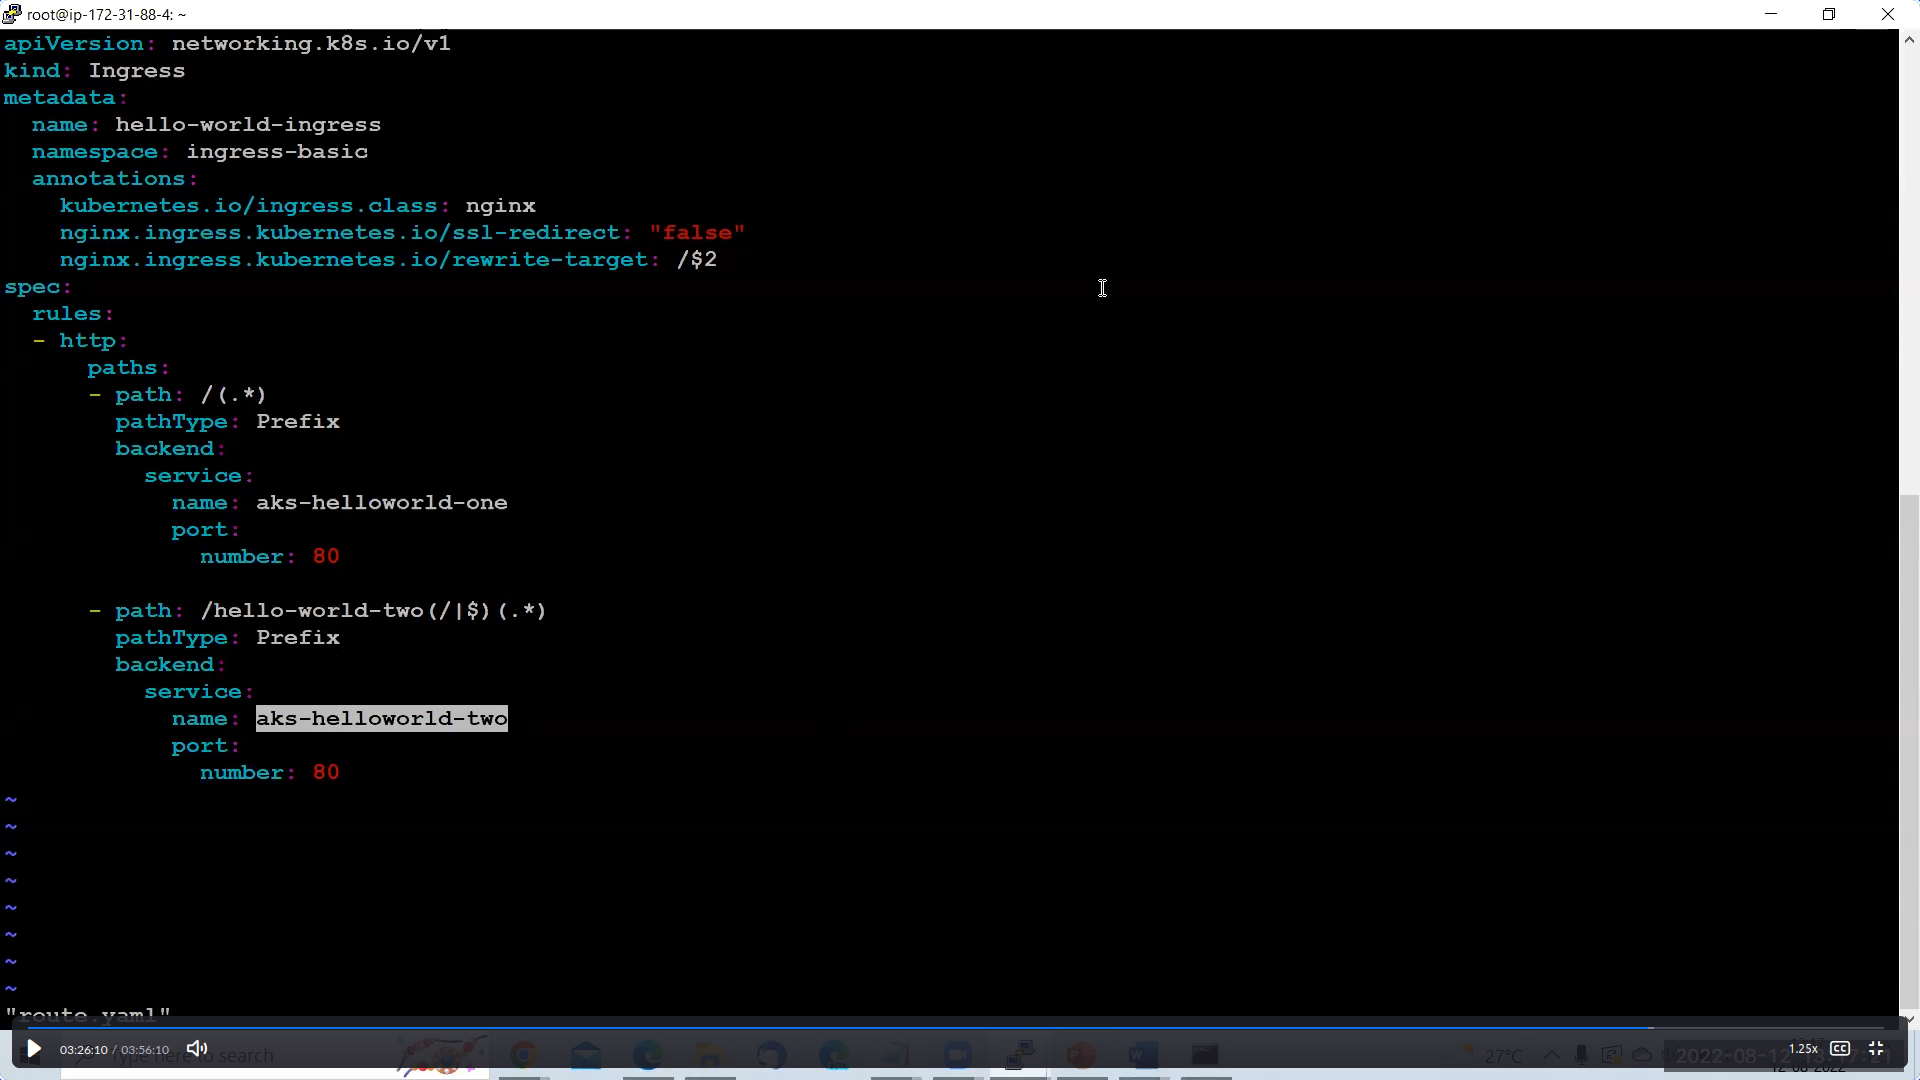 root@ip-172-31-88-4: ~
apiVersion: networking.k8s.io/v1
kind: Ingress
metadata:
  name: hello-world-ingress
  namespace: ingress-basic
  annotations:
    kubernetes.io/ingress.class: nginx
    nginx.ingress.kubernetes.io/ssl-redirect: "false"
    nginx.ingress.kubernetes.io/rewrite-target: /$2
spec:
  rules:
  - http:
      paths:
      - path: /(.*)
        pathType: Prefix
        backend:
          service:
            name: aks-helloworld-one
            port:
              number: 80

      - path: /hello-world-two(/|$)(.*)
        pathType: Prefix
        backend:
          service:
            name: aks-helloworld-two
            port:
              number: 80
~
~
~
~
~
~
~
~
"route.yaml"
03:26:10 / 03:56:10
Type here to search
1.25x
CC
27°C
2022-08-12
12-08-2022